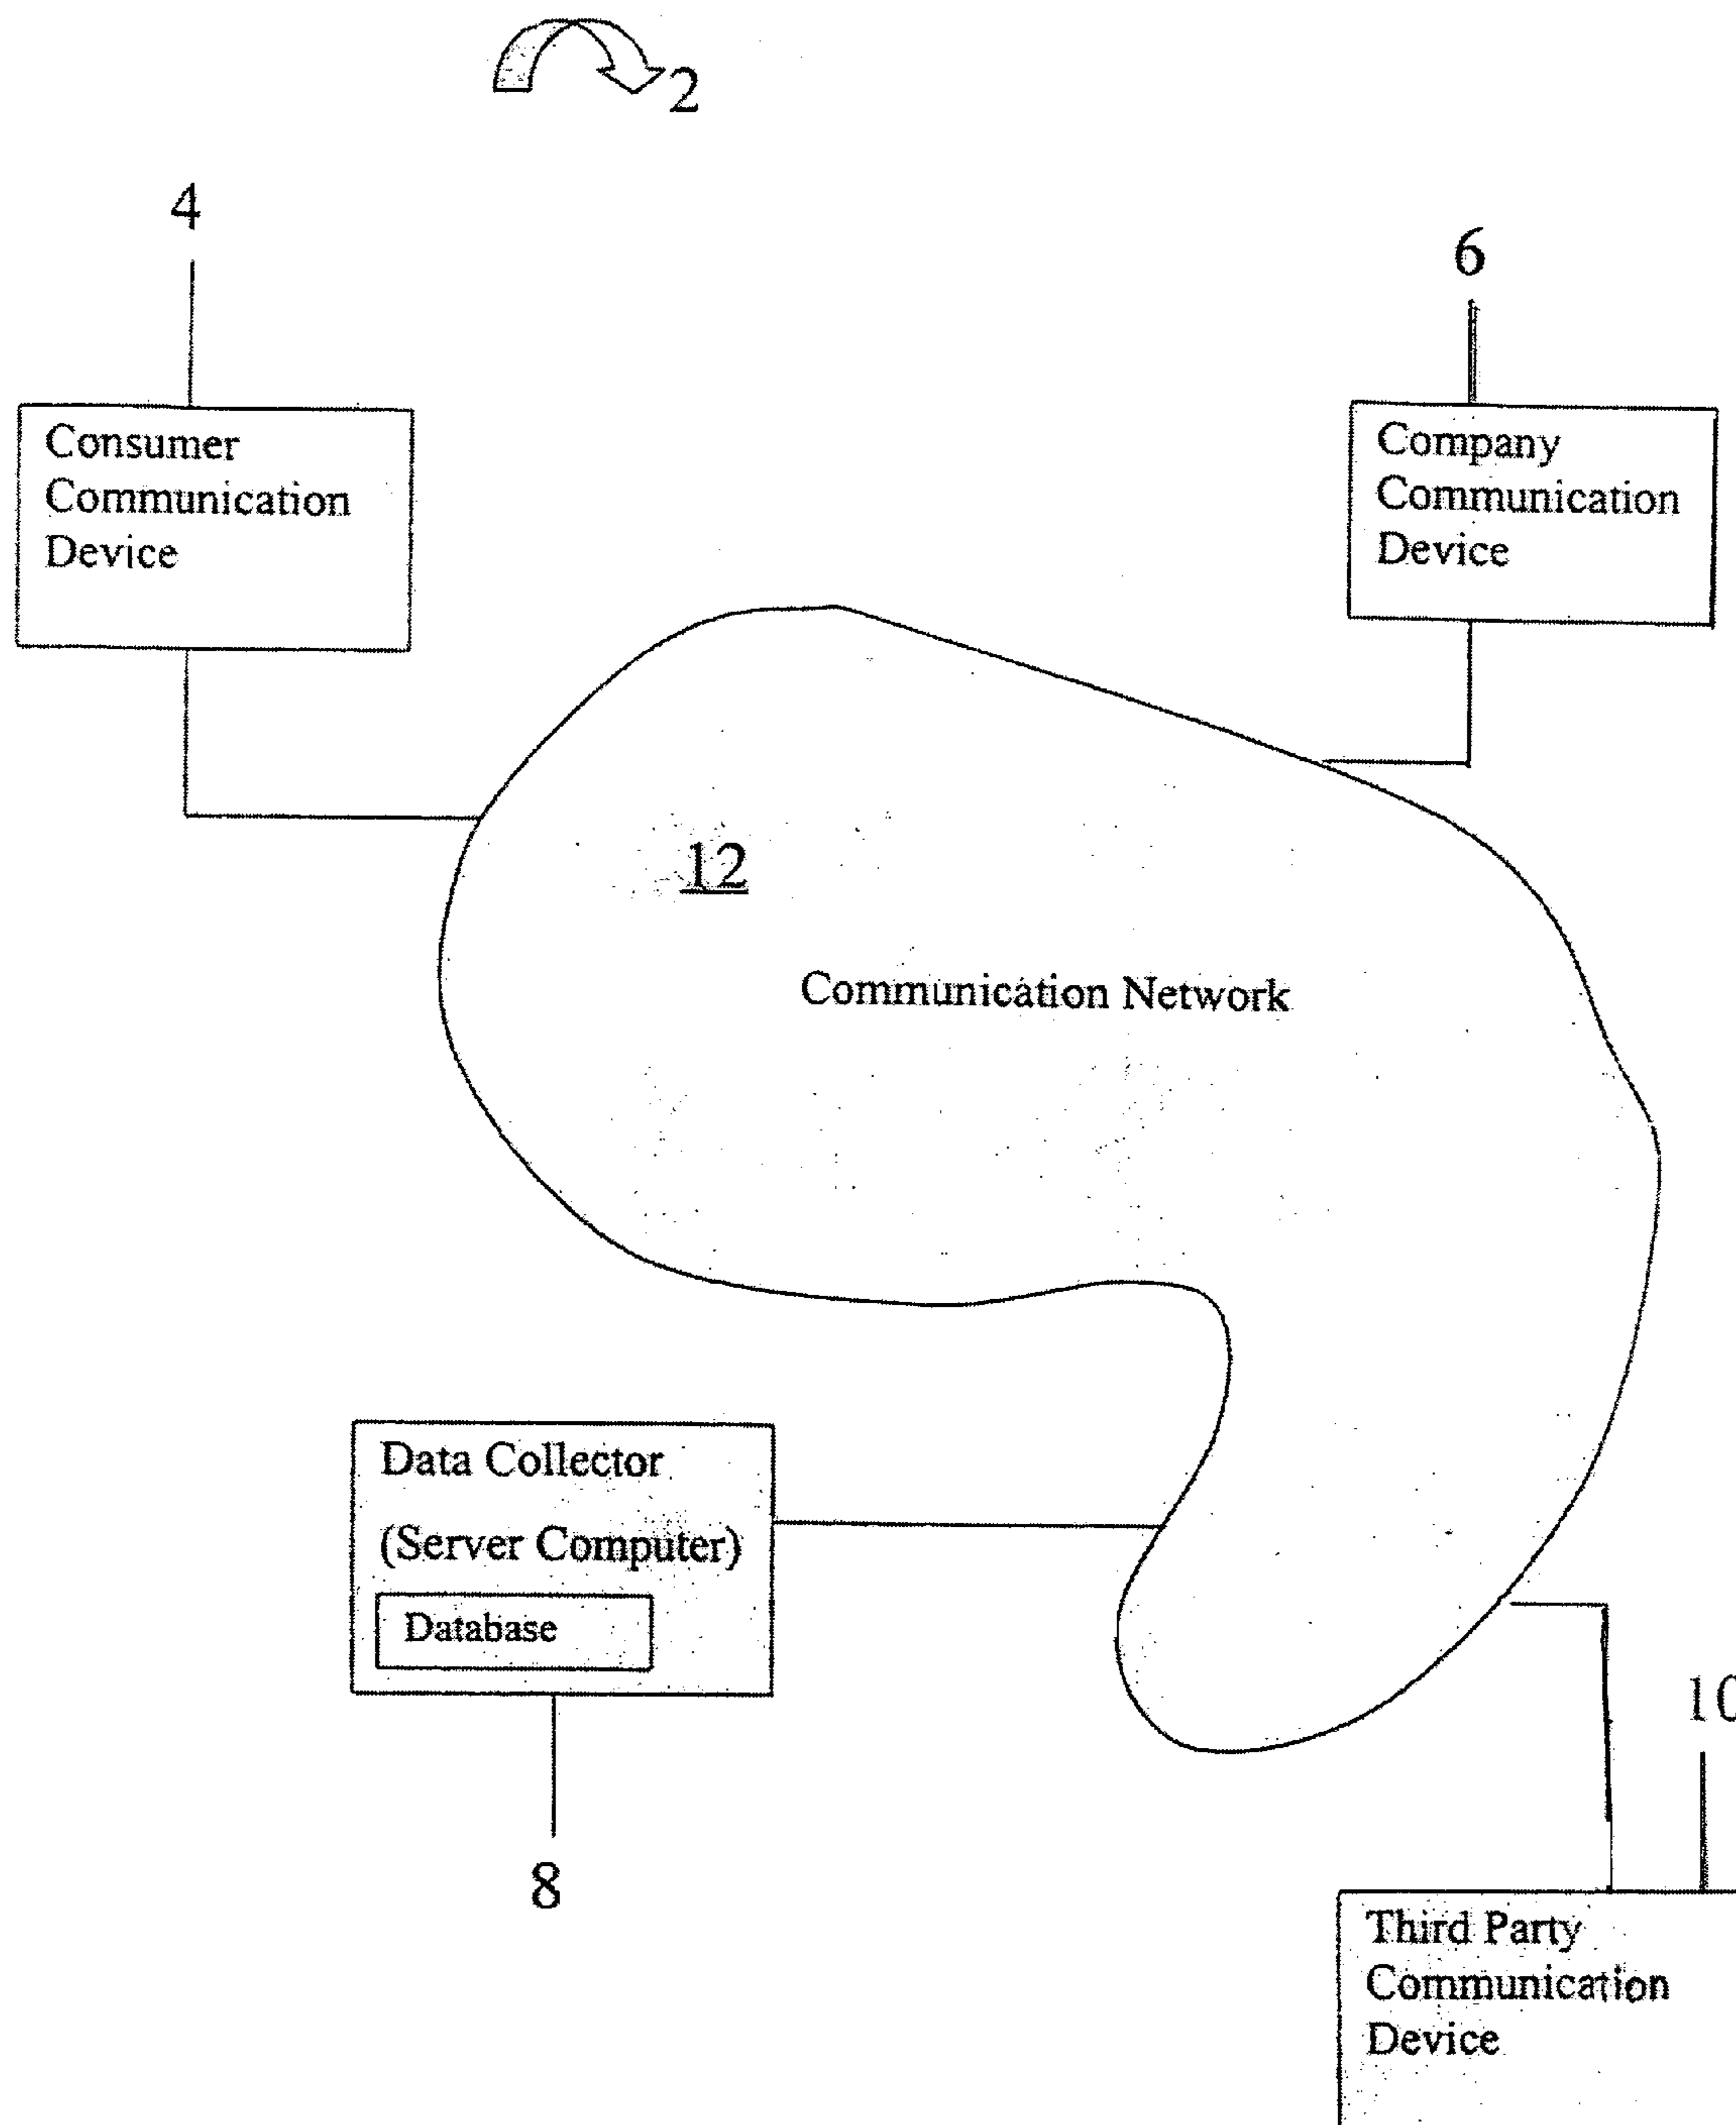 2
4
6
Consumer
Communication
Device
Company
Communication
Device
12
Communication Network
Data Collector
(Server Computer)
Database
8
10
Third Party
Communication
Device